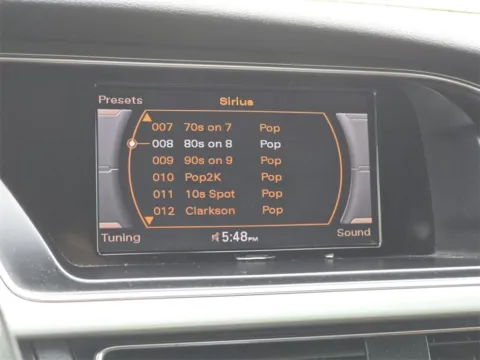 Presets Sirius
007 70s on 7 Pop
008 80s on 8 Pop
009 90s on 9 Pop
010 Pop2K Pop
011 10s Spot Pop
012 Clarkson Pop
Tuning 5:48PM Sound